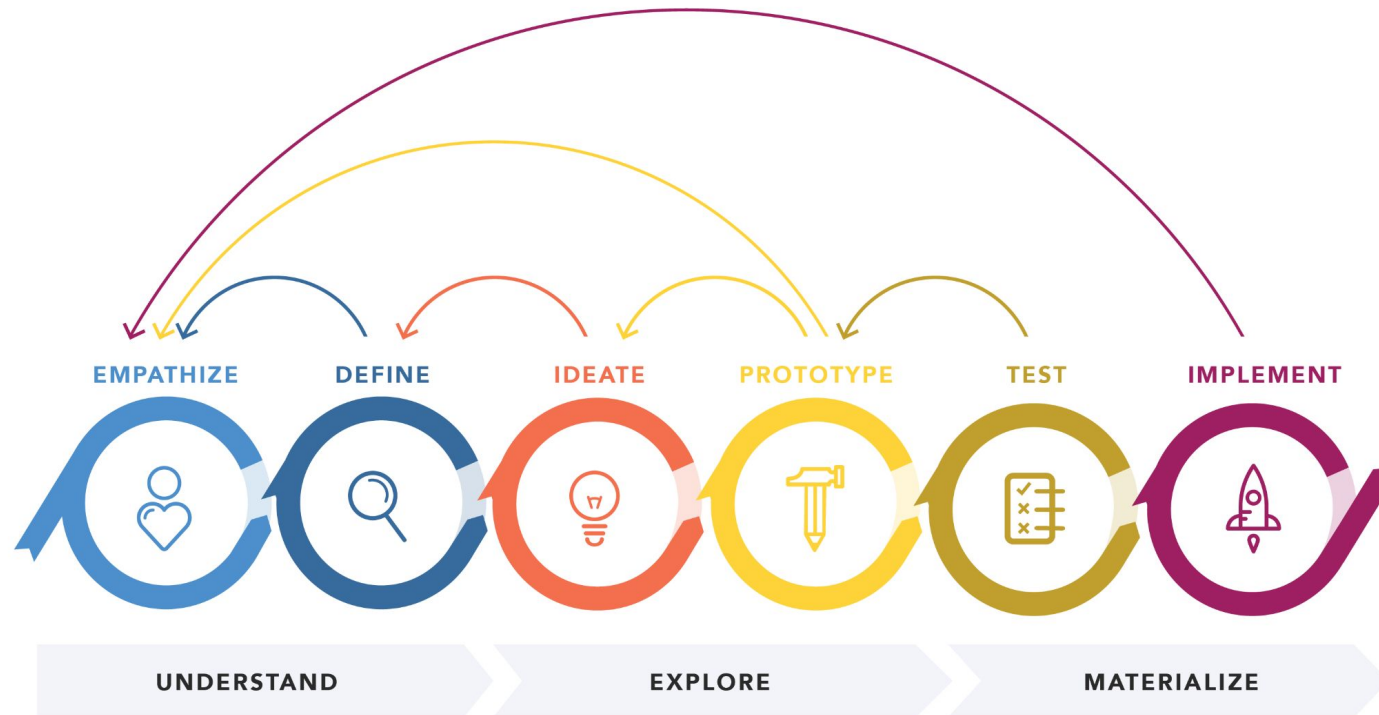 EMPATHIZE
DEFINE
IDEATE
PROTOTYPE
TEST
IMPLEMENT
UNDERSTAND
EXPLORE
MATERIALIZE